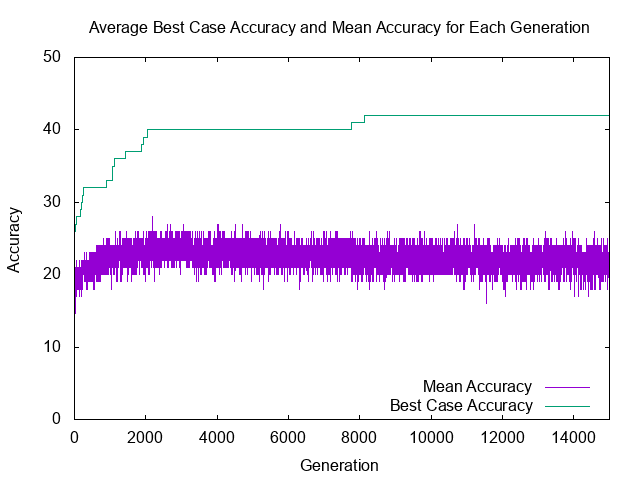 Average Best Case Accuracy and Mean Accuracy for Each Generation
50
40
30
20
10
0
Accuracy
Mean Accuracy
Best Case Accuracy
0 2000 4000 6000 8000 10000 12000 14000
Generation